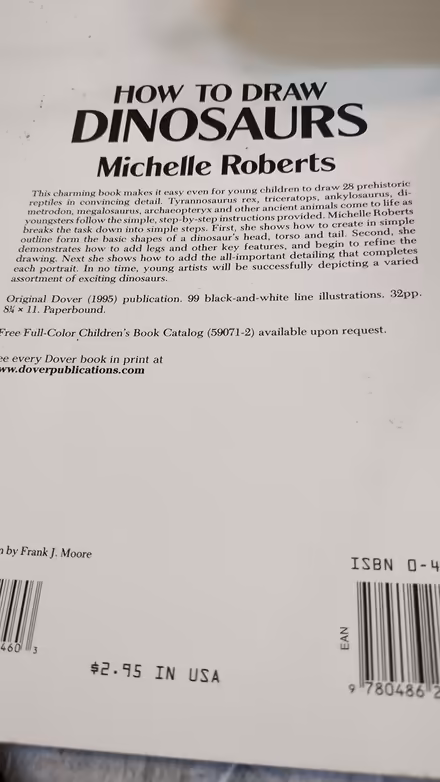 HOW TO DRAW
DINOSAURS
Michelle Roberts
This charming book makes it easy even for young children to draw 28 prehistoric
reptiles in convincing detail. Tyrannosaurus rex, triceratops, ankylosaurus, di-
metrodon, megalosaurus, archaeopteryx and other ancient animals come to life as
youngsters follow the simple, step-by-step instructions provided. Michelle Roberts
breaks the task down into simple steps. First, she shows how to create in simple
outline form the basic shapes of a dinosaur's head, torso and tail. Second, she
demonstrates how to add legs and other key features, and begin to refine the
drawing. Next she shows how to add the all-important detailing that completes
each portrait. In no time, young artists will be successfully depicting a varied
assortment of exciting dinosaurs.
Original Dover (1995) publication. 99 black-and-white line illustrations. 32pp.
8¼ × 11. Paperbound.
Free Full-Color Children's Book Catalog (59071-2) available upon request.
ee every Dover book in print at
ww.doverpublications.com
n by Frank J. Moore
ISBN 0-4
EAN
460 3
$2.95 IN USA
9 780486 2